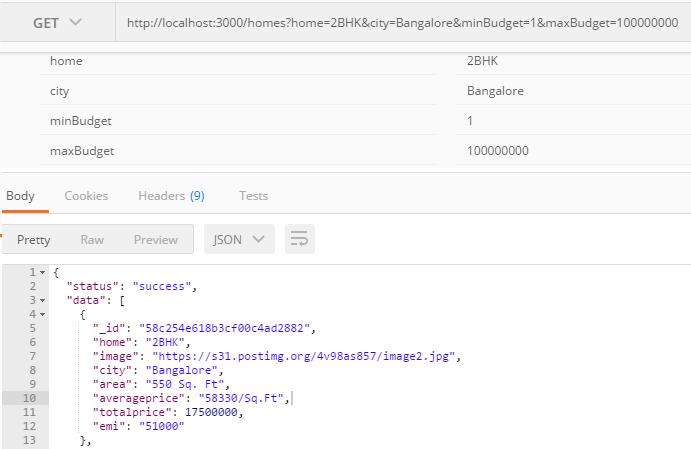 GET http://localhost:3000/homes?home=2BHK&city=Bangalore&minBudget=1&maxBudget=100000000
home 2BHK
city Bangalore
minBudget 1
maxBudget 100000000
Body Cookies Headers (9) Tests
Pretty Raw Preview JSON
1 {
2 "status": "success",
3 "data": [
4 {
5 "_id": "58c254e618b3cf00c4ad2882",
6 "home": "2BHK",
7 "image": "https://s31.postimg.org/4v98as857/image2.jpg",
8 "city": "Bangalore",
9 "area": "550 Sq. Ft",
10 "averageprice": "58330/Sq.Ft",
11 "totalprice": 17500000,
12 "emi": "51000"
13 },